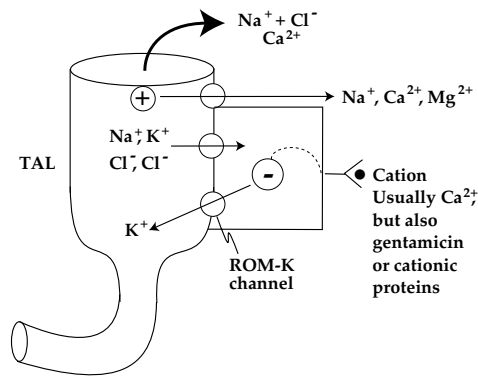 Na⁺ + Cl⁻
Ca²⁺
+
Na⁺, Ca²⁺, Mg²⁺
Na⁺, K⁺
Cl⁻, Cl⁻
TAL
-
K⁺
ROM-K
channel
Cation
Usually Ca²⁺,
but also
gentamicin
or cationic
proteins